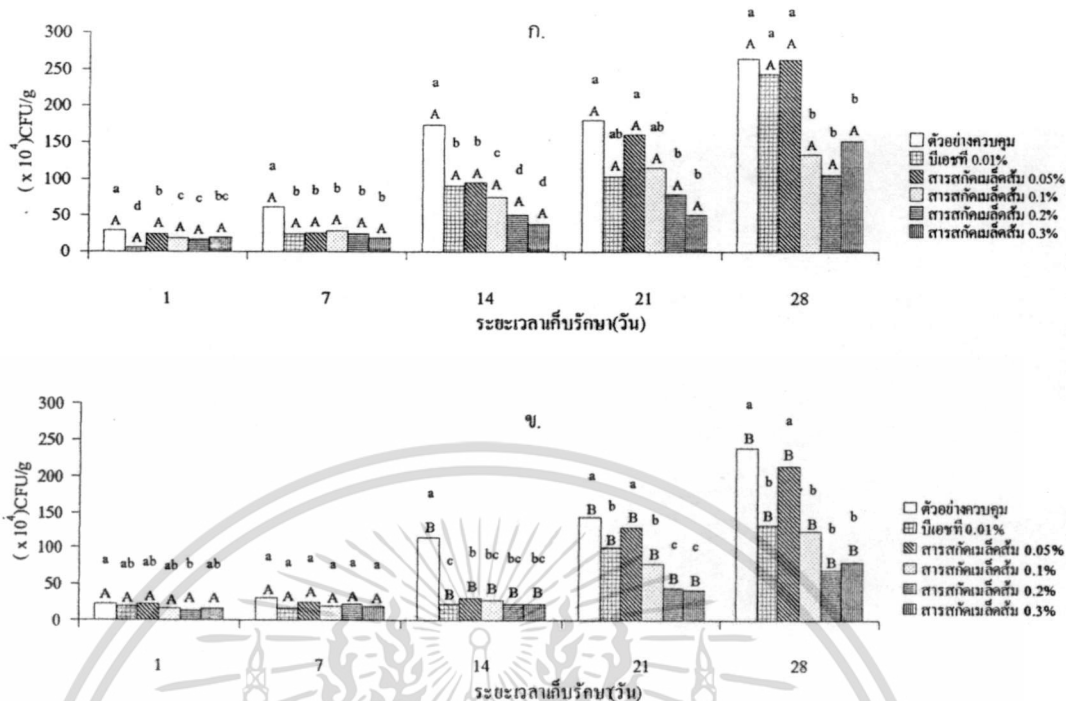 ก.
(x 10⁴)CFU/g
300
250
200
150
100
50
0
a d b c c bc
A A A A A A
a b b b b b
A A A A A A
a b b c d d
A A A A A A
a ab a ab b b
A A A A A A
a a a b b b
A A A A A A
1 7 14 21 28
ระยะเวลาเก็บรักษา(วัน)
ตัวอย่างควบคุม
บีเอชที 0.01%
สารสกัดเมล็ดส้ม 0.05%
สารสกัดเมล็ดส้ม 0.1%
สารสกัดเมล็ดส้ม 0.2%
สารสกัดเมล็ดส้ม 0.3%
ข.
(x 10⁴)CFU/g
300
250
200
150
100
50
0
a ab ab ab b ab
A A A A A A
a a a a a a
A A A A A A
a c b bc bc bc
B B B B B B
a b a b c c
B B B B B B
a b a b b b
B B B B B B
1 7 14 21 28
ระยะเวลาเก็บรักษา(วัน)
ตัวอย่างควบคุม
บีเอชที 0.01%
สารสกัดเมล็ดส้ม 0.05%
สารสกัดเมล็ดส้ม 0.1%
สารสกัดเมล็ดส้ม 0.2%
สารสกัดเมล็ดส้ม 0.3%